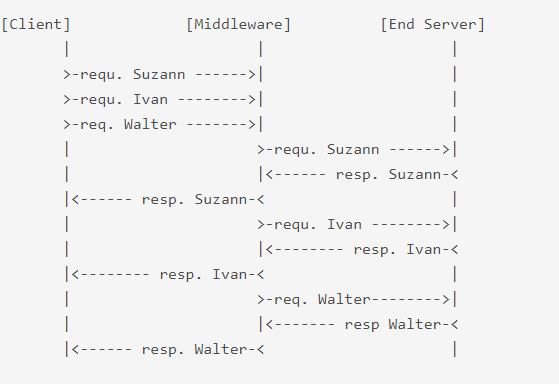 [Client]             [Middleware]          [End Server]
       |                      |                      |
       >-requ. Suzann ------>|                      |
       >-requ. Ivan -------->|                      |
       >-req. Walter ------->|                      |
       |                      >-requ. Suzann ------>|
       |                      |<------ resp. Suzann-<
       |<------ resp. Suzann-<                      |
       |                      >-requ. Ivan -------->|
       |                      |<-------- resp. Ivan-<
       |<-------- resp. Ivan-<                      |
       |                      >-req. Walter-------->|
       |                      |<------- resp Walter-<
       |<------ resp. Walter-<                      |